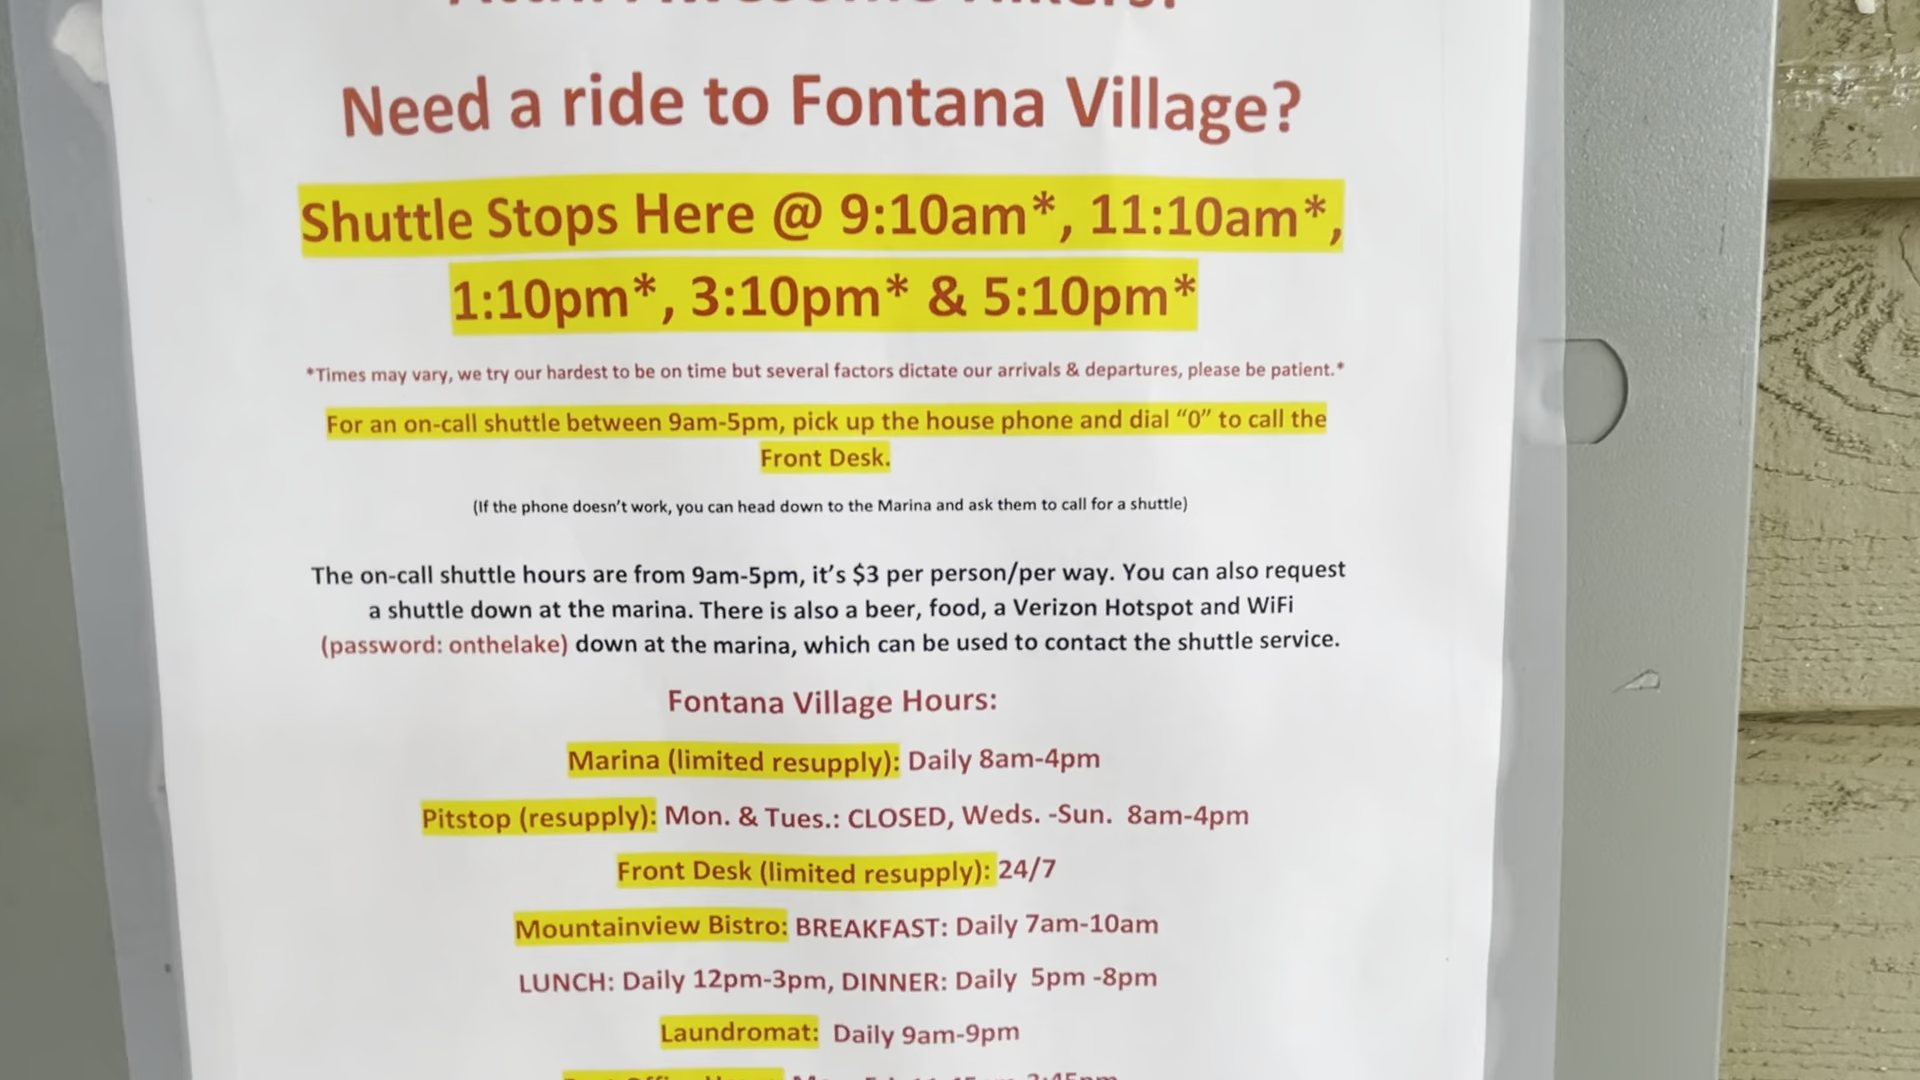 Need a ride to Fontana Village?
Shuttle Stops Here @ 9:10am*, 11:10am*,
1:10pm*, 3:10pm* & 5:10pm*
*Times may vary, we try our hardest to be on time but several factors dictate our arrivals & departures, please be patient.*
For an on-call shuttle between 9am-5pm, pick up the house phone and dial “0” to call the
Front Desk.
(If the phone doesn’t work, you can head down to the Marina and ask them to call for a shuttle)
The on-call shuttle hours are from 9am-5pm, it’s $3 per person/per way. You can also request
a shuttle down at the marina. There is also a beer, food, a Verizon Hotspot and WiFi
(password: onthelake) down at the marina, which can be used to contact the shuttle service.
Fontana Village Hours:
Marina (limited resupply): Daily 8am-4pm
Pitstop (resupply): Mon. & Tues.: CLOSED, Weds. -Sun. 8am-4pm
Front Desk (limited resupply): 24/7
Mountainview Bistro: BREAKFAST: Daily 7am-10am
LUNCH: Daily 12pm-3pm, DINNER: Daily 5pm -8pm
Laundromat: Daily 9am-9pm